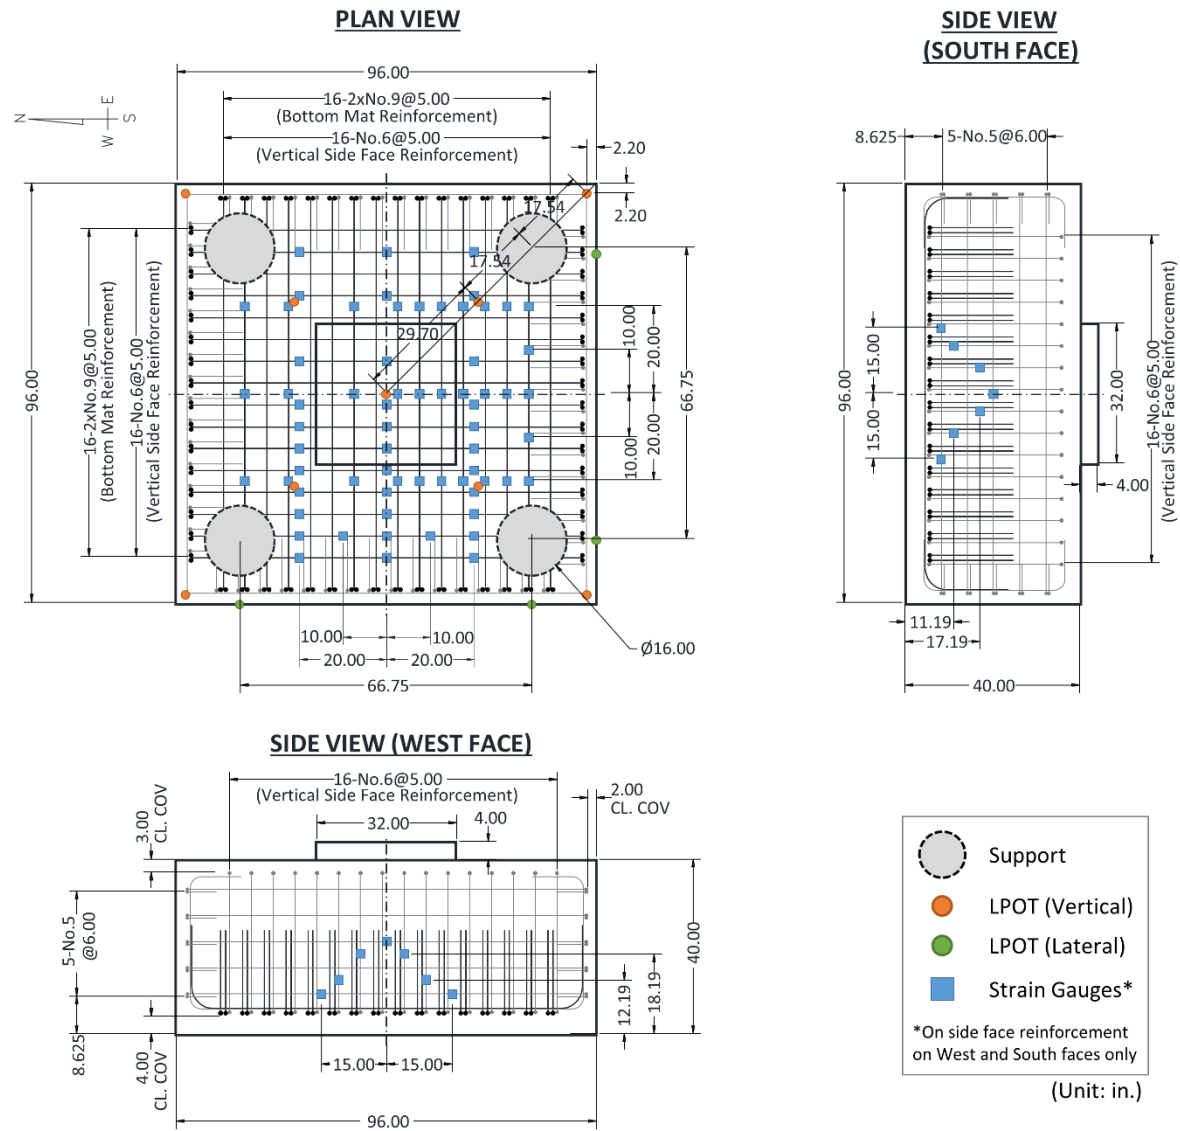 PLAN VIEW
SIDE VIEW
(SOUTH FACE)
96.00
16-2xNo.9@5.00
(Bottom Mat Reinforcement)
16-No.6@5.00
(Vertical Side Face Reinforcement)
N
E
S
W
2.20
2.20
17.54
17.54
29.70
96.00
16-2xNo.9@5.00
(Bottom Mat Reinforcement)
16-No.6@5.00
(Vertical Side Face Reinforcement)
10.00
20.00
10.00
20.00
66.75
10.00
10.00
20.00
20.00
66.75
Ø16.00
8.625
5-No.5@6.00
96.00
15.00
15.00
32.00
16-No.6@5.00
(Vertical Side Face Reinforcement)
4.00
11.19
17.19
40.00
SIDE VIEW (WEST FACE)
16-No.6@5.00
(Vertical Side Face Reinforcement)
2.00
CL. COV
3.00
CL. COV
32.00
4.00
5-No.5
@6.00
40.00
12.19
18.19
8.625
4.00
CL. COV
15.00
15.00
96.00
Support
LPOT (Vertical)
LPOT (Lateral)
Strain Gauges*
*On side face reinforcement
on West and South faces only
(Unit: in.)